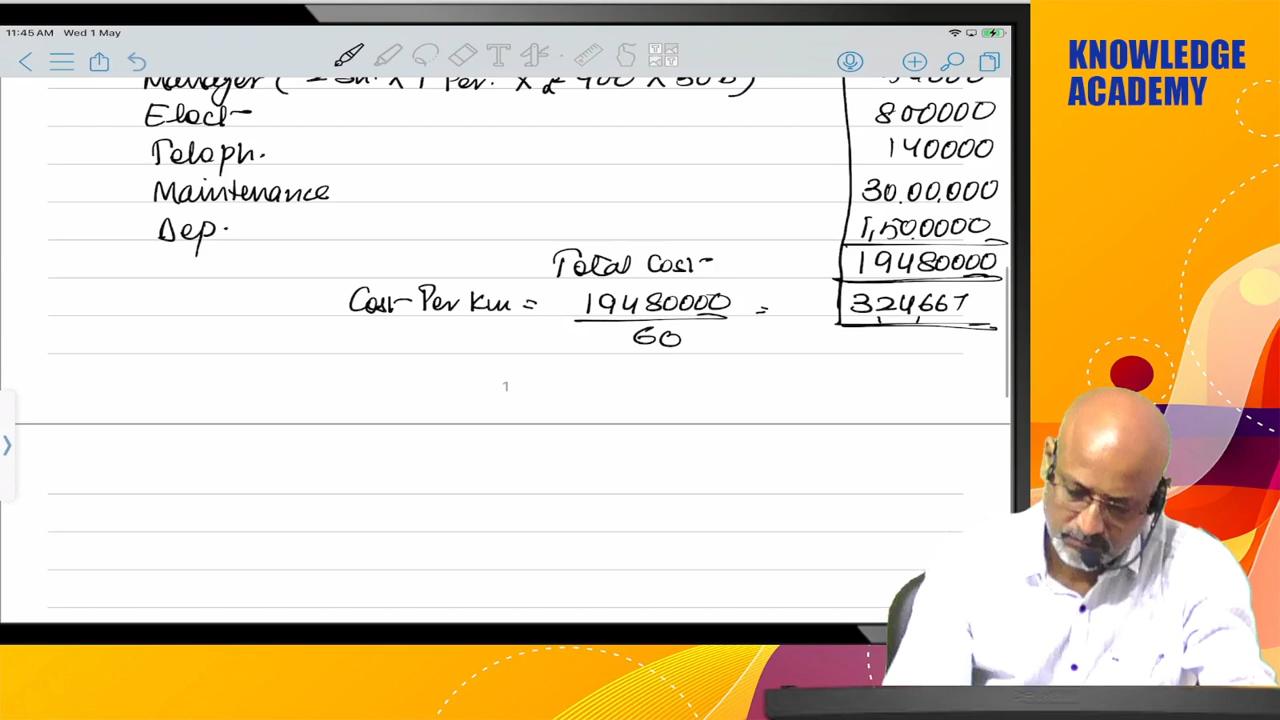 11:45 AM Wed 1 May
KNOWLEDGE
ACADEMY
Manager
Elect 800000
Teleph. 140000
Maintenance 30.00.000
Dep. 1,500000
Total Cost 19480000
Cost Per Km = 19480000 = 324667
60
1